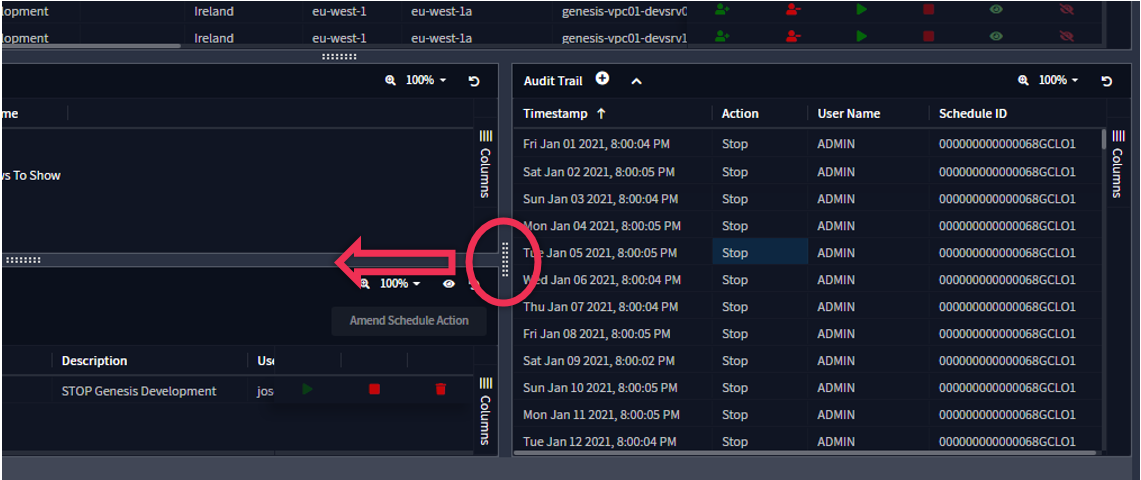 lopment Ireland eu-west-1 eu-west-1a genesis-vpc01-devsrv0
lopment Ireland eu-west-1 eu-west-1a genesis-vpc01-devsrv1
100%
me
ws To Show
Columns
100%
Amend Schedule Action
Description Use
STOP Genesis Development jos
Columns
Audit Trail 100%
Timestamp Action User Name Schedule ID
Fri Jan 01 2021, 8:00:04 PM Stop ADMIN 000000000000068GCLO1
Sat Jan 02 2021, 8:00:05 PM Stop ADMIN 000000000000068GCLO1
Sun Jan 03 2021, 8:00:04 PM Stop ADMIN 000000000000068GCLO1
Mon Jan 04 2021, 8:00:05 PM Stop ADMIN 000000000000068GCLO1
Tue Jan 05 2021, 8:00:05 PM Stop ADMIN 000000000000068GCLO1
Wed Jan 06 2021, 8:00:04 PM Stop ADMIN 000000000000068GCLO1
Thu Jan 07 2021, 8:00:04 PM Stop ADMIN 000000000000068GCLO1
Fri Jan 08 2021, 8:00:05 PM Stop ADMIN 000000000000068GCLO1
Sat Jan 09 2021, 8:00:02 PM Stop ADMIN 000000000000068GCLO1
Sun Jan 10 2021, 8:00:05 PM Stop ADMIN 000000000000068GCLO1
Mon Jan 11 2021, 8:00:05 PM Stop ADMIN 000000000000068GCLO1
Tue Jan 12 2021, 8:00:04 PM Stop ADMIN 000000000000068GCLO1
Columns